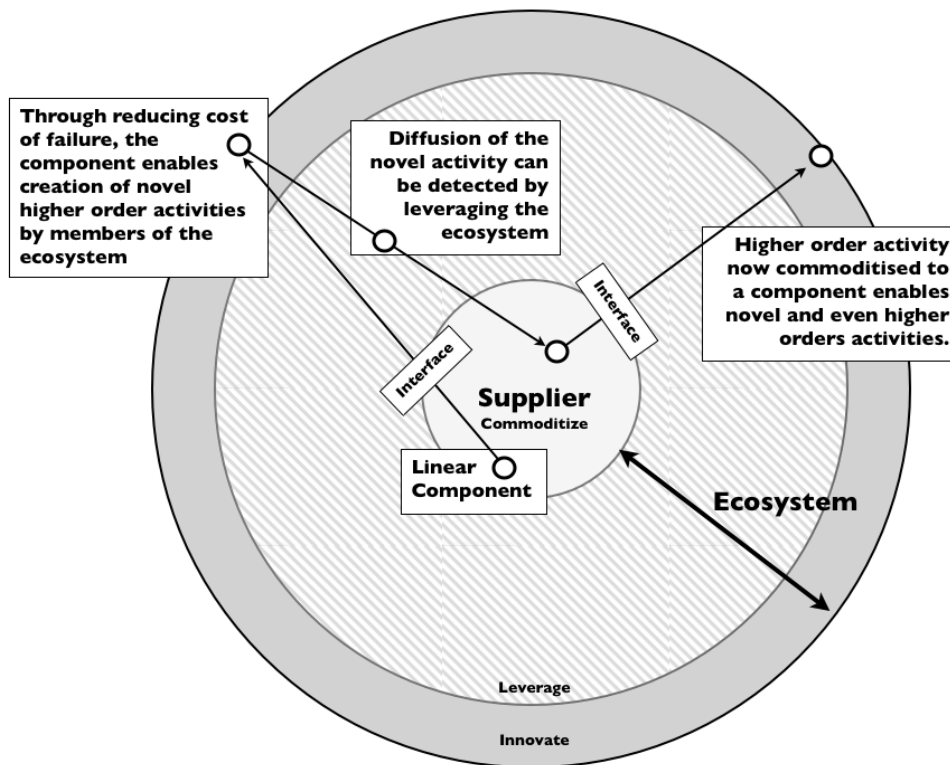 Through reducing cost
of failure, the
component enables
creation of novel
higher order activities
by members of the
ecosystem
Diffusion of the
novel activity can
be detected by
leveraging the
ecosystem
Higher order activity
now commoditised to
a component enables
novel and even higher
orders activities.
Interface
Interface
Supplier
Commoditize
Linear
Component
Ecosystem
Leverage
Innovate